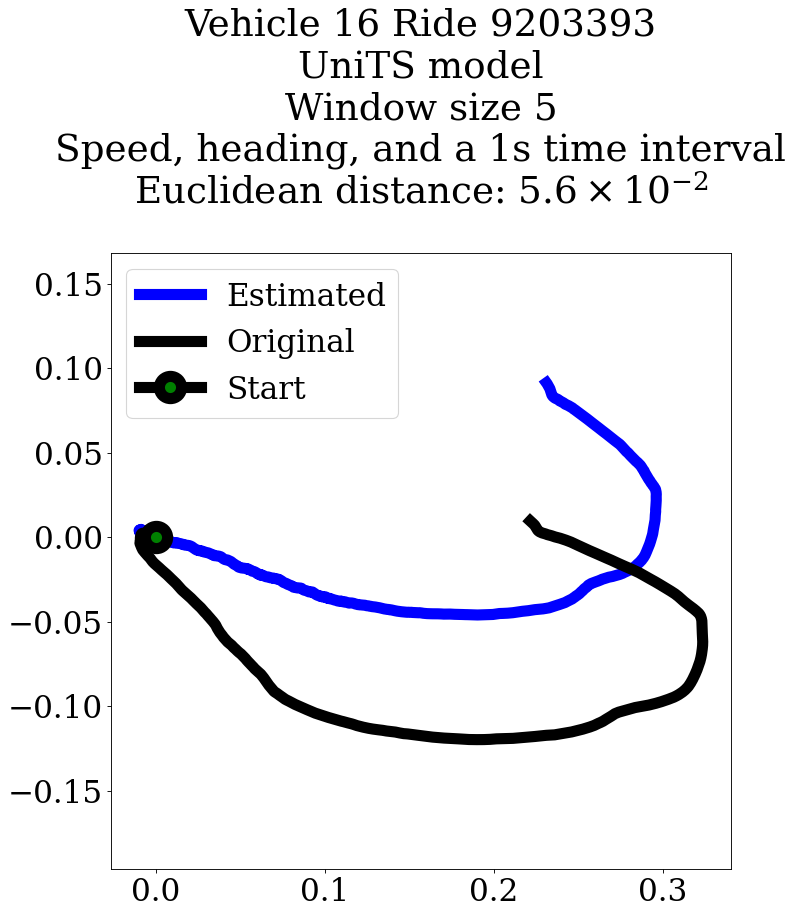 Vehicle 16 Ride 9203393
UniTS model
Window size 5
Speed, heading, and a 1s time interval
Euclidean distance: 5.6 × 10⁻²
Estimated
Original
Start
0.15
0.10
0.05
0.00
−0.05
−0.10
−0.15
0.0 0.1 0.2 0.3